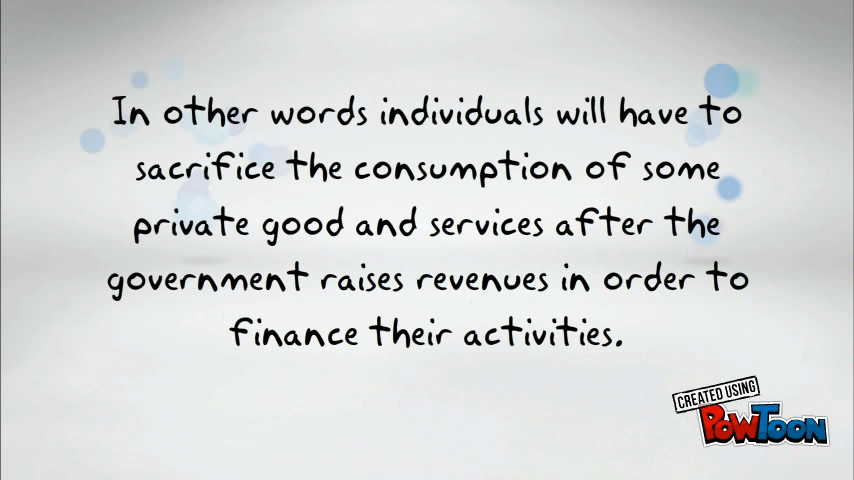 In other words individuals will have to
sacrifice the consumption of some
private good and services after the
government raises revenues in order to
finance their activities.
CREATED USING
POWTOON